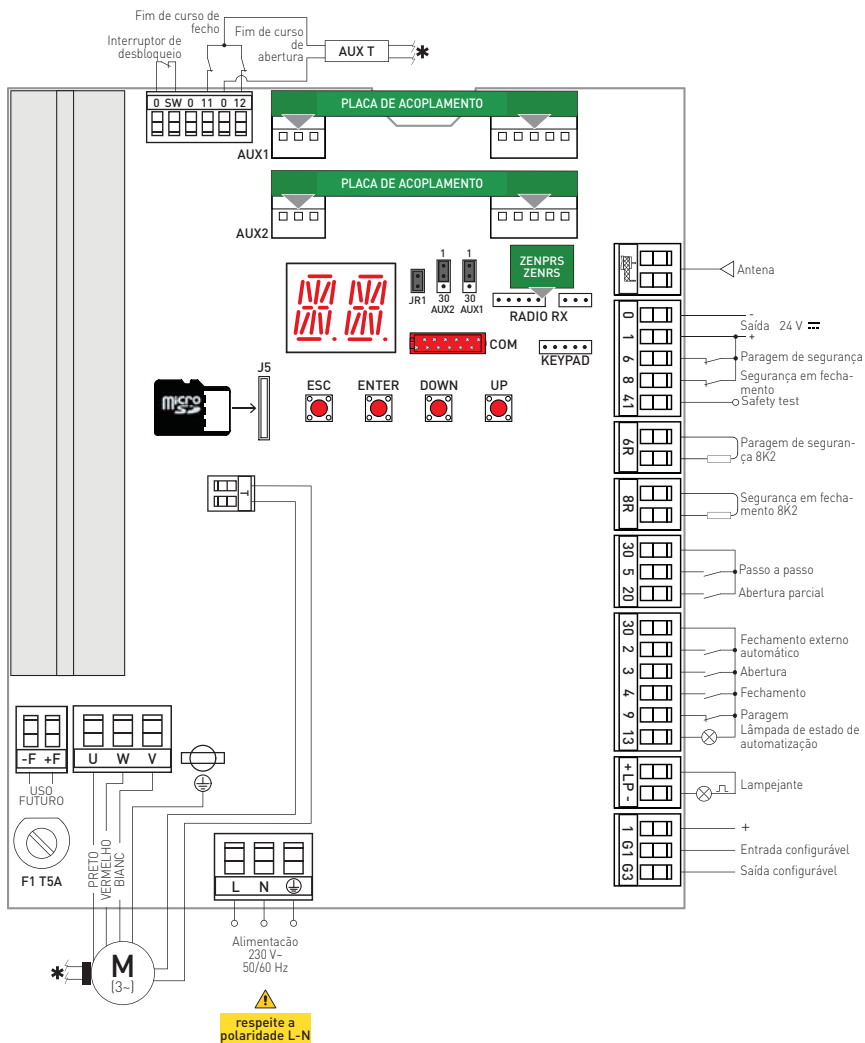 Fim de curso de
fecho
Interruptor de
desbloqueio
Fim de curso
de
abertura
AUX T
*
0 SW 0 11 0 12
PLACA DE ACOPLAMENTO
AUX1
PLACA DE ACOPLAMENTO
AUX2
ZENPRS
ZENRS
1 1
JR1
30 30
AUX2 AUX1
RADIO RX
COM
KEYPAD
J5
micro
SD
ESC ENTER DOWN UP
T
Antena
0
-
Saída 24 V
1
+
6
Paragem de segurança
8
Segurança em fecha-
mento
41
Safety test
6R
Paragem de seguran-
ça 8K2
8R
Segurança em fecha-
mento 8K2
30
5
Passo a passo
20
Abertura parcial
30
2
Fechamento externo
automático
3
Abertura
4
Fechamento
9
Paragem
13
Lâmpada de estado de
automatização
+ LP -
Lampejante
1
+
G1
Entrada configurável
G3
Saída configurável
-F +F
USO
FUTURO
U W V
F1 T5A
PRETO
VERMELHO
BIANC
L N
Alimentacão
230 V~
50/60 Hz
*
M
(3~)
respeite a
polaridade L-N